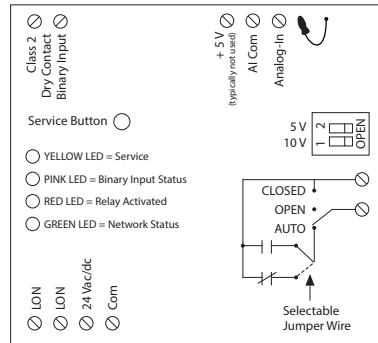 Class 2
Dry Contact
Binary Input
+ 5 V
(typically not used)
AI Com
Analog-In
Service Button
5 V
10 V
2
1
OPEN
YELLOW LED = Service
PINK LED = Binary Input Status
RED LED = Relay Activated
GREEN LED = Network Status
CLOSED
OPEN
AUTO
LON
LON
24 Vac/dc
Com
Selectable
Jumper Wire